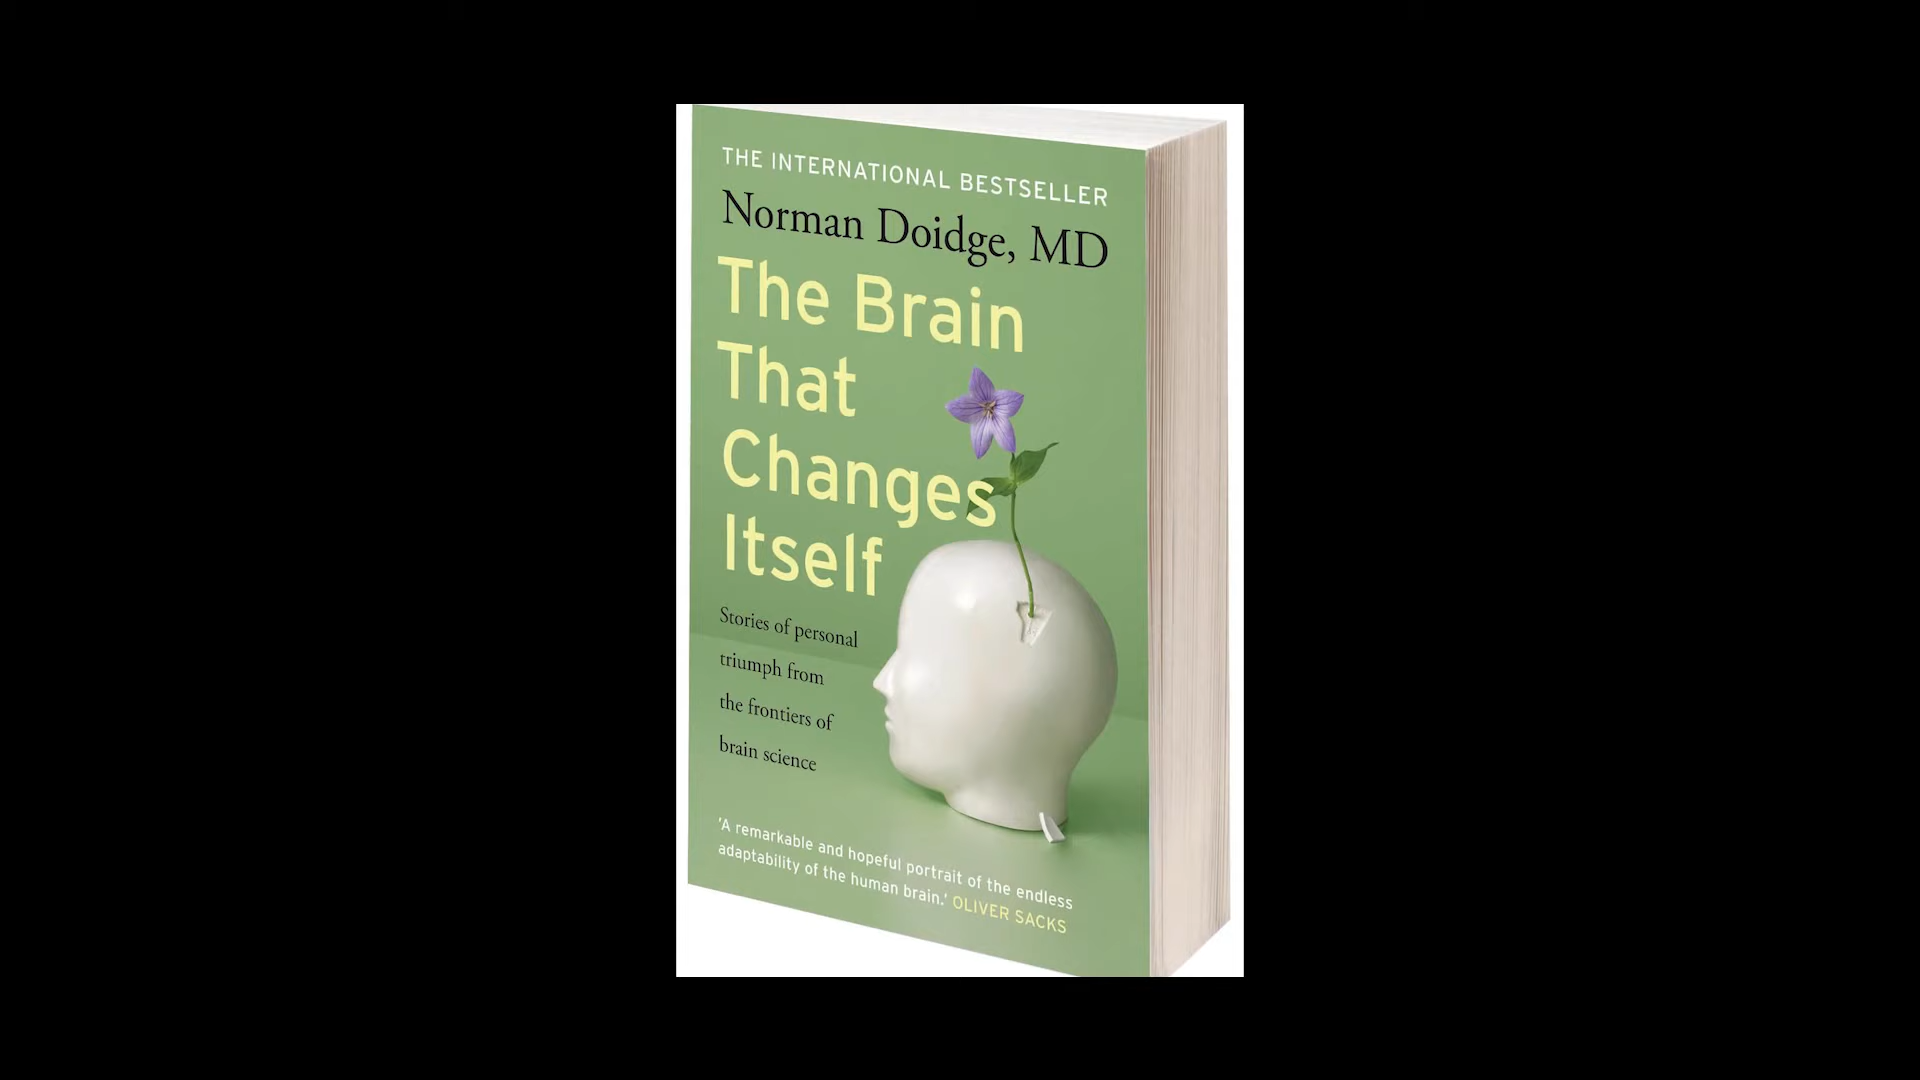 THE INTERNATIONAL BESTSELLER
Norman Doidge, MD
The Brain
That
Changes
Itself
Stories of personal
triumph from
the frontiers of
brain science
'A remarkable and hopeful portrait of the endless
adaptability of the human brain.' OLIVER SACKS